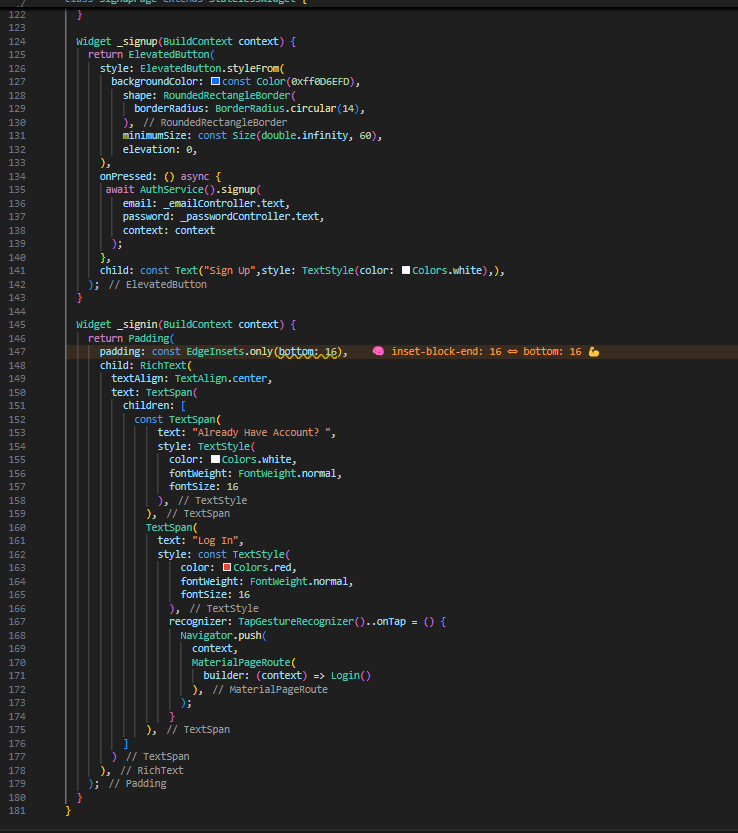 class SignupPage extends StatelessWidget {
122 }
123
124 Widget _signup(BuildContext context) {
125 return ElevatedButton(
126 style: ElevatedButton.styleFrom(
127 backgroundColor: const Color(0xff0D6EFD),
128 shape: RoundedRectangleBorder(
129 borderRadius: BorderRadius.circular(14),
130 ), // RoundedRectangleBorder
131 minimumSize: const Size(double.infinity, 60),
132 elevation: 0,
133 ),
134 onPressed: () async {
135 await AuthService().signup(
136 email: _emailController.text,
137 password: _passwordController.text,
138 context: context
139 );
140 },
141 child: const Text("Sign Up",style: TextStyle(color: Colors.white),),
142 ); // ElevatedButton
143 }
144
145 Widget _signin(BuildContext context) {
146 return Padding(
147 padding: const EdgeInsets.only(bottom: 16), 🧠 inset-block-end: 16 ⇔ bottom: 16 💪
148 child: RichText(
149 textAlign: TextAlign.center,
150 text: TextSpan(
151 children: [
152 const TextSpan(
153 text: "Already Have Account? ",
154 style: TextStyle(
155 color: Colors.white,
156 fontWeight: FontWeight.normal,
157 fontSize: 16
158 ), // TextStyle
159 ), // TextSpan
160 TextSpan(
161 text: "Log In",
162 style: const TextStyle(
163 color: Colors.red,
164 fontWeight: FontWeight.normal,
165 fontSize: 16
166 ), // TextStyle
167 recognizer: TapGestureRecognizer()..onTap = () {
168 Navigator.push(
169 context,
170 MaterialPageRoute(
171 builder: (context) => Login()
172 ), // MaterialPageRoute
173 );
174 }
175 ), // TextSpan
176 ]
177 ) // TextSpan
178 ), // RichText
179 ); // Padding
180 }
181 }